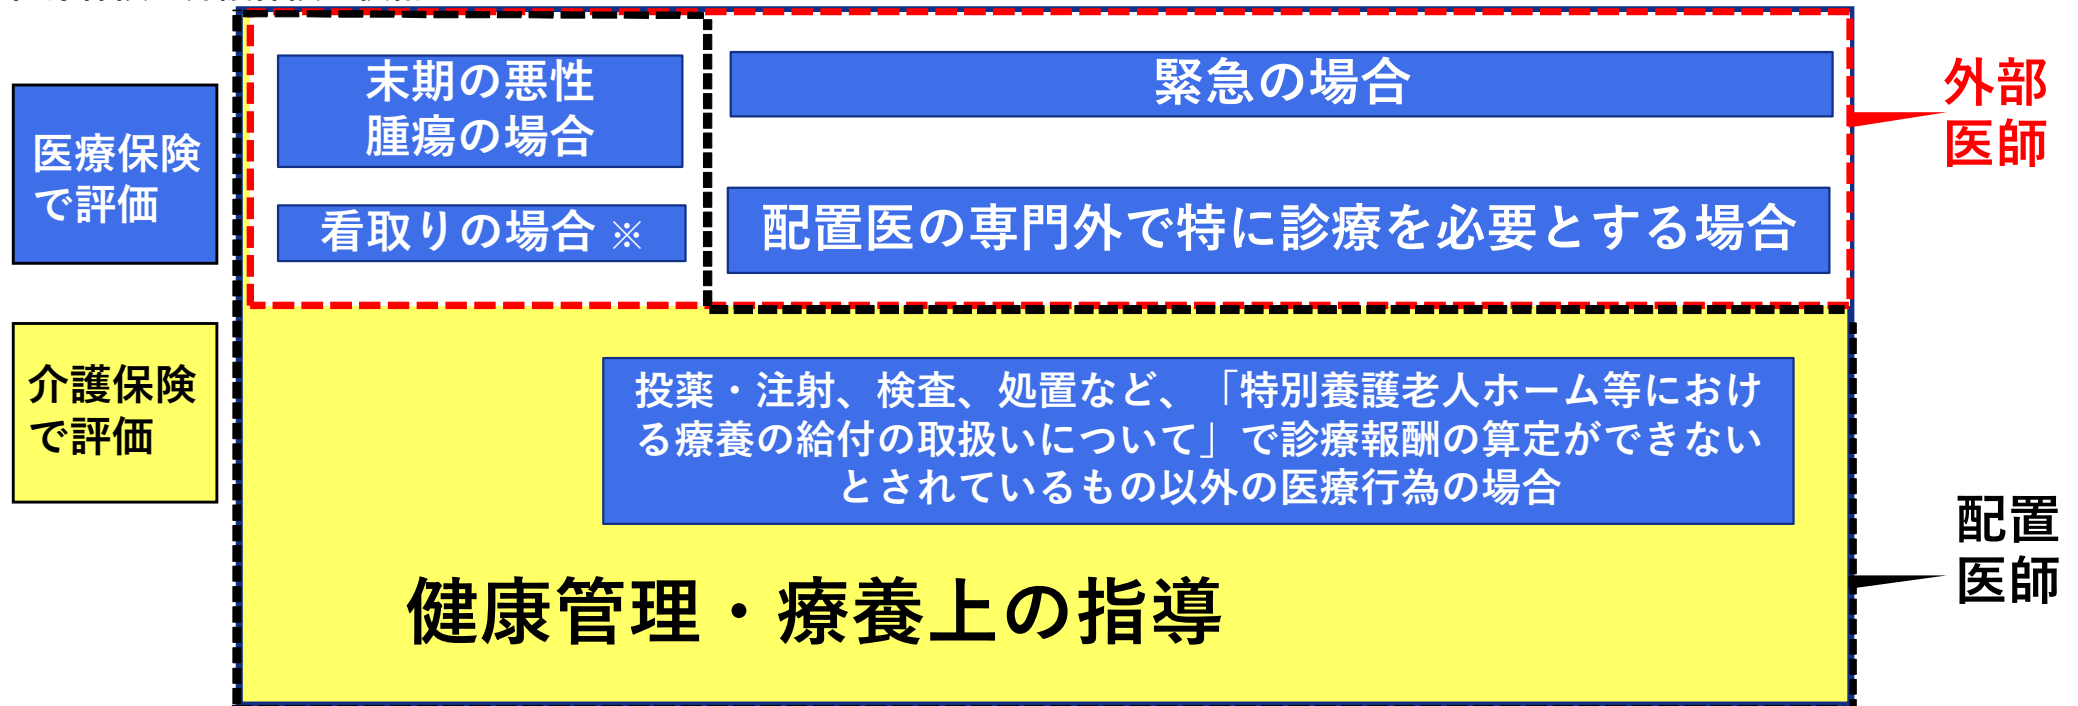 末期の悪性
腫瘍の場合
緊急の場合
外部
医師
医療保険
で評価
看取りの場合 ※
配置医の専門外で特に診療を必要とする場合
介護保険
で評価
投薬・注射、検査、処置など、「特別養護老人ホーム等におけ
る療養の給付の取扱いについて」で診療報酬の算定ができない
とされているもの以外の医療行為の場合
配置
医師
健康管理・療養上の指導